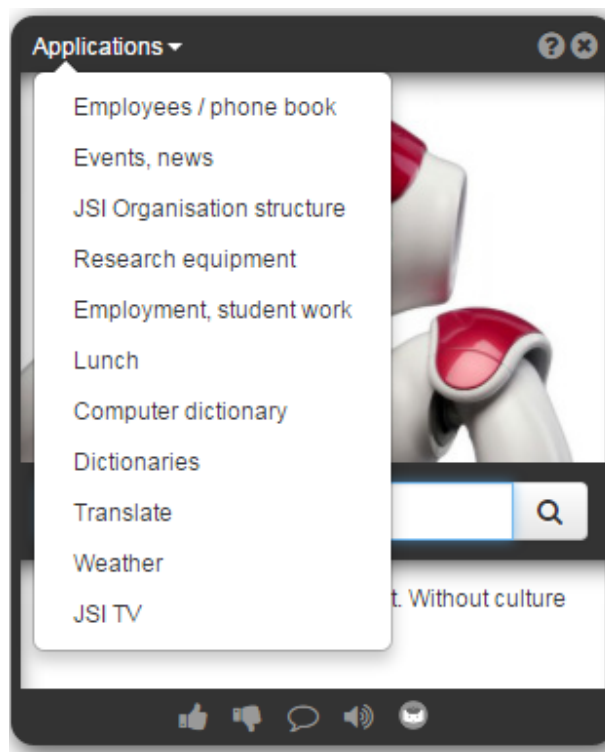 Applications
Employees / phone book
Events, news
JSI Organisation structure
Research equipment
Employment, student work
Lunch
Computer dictionary
Dictionaries
Translate
Weather
JSI TV
t. Without culture